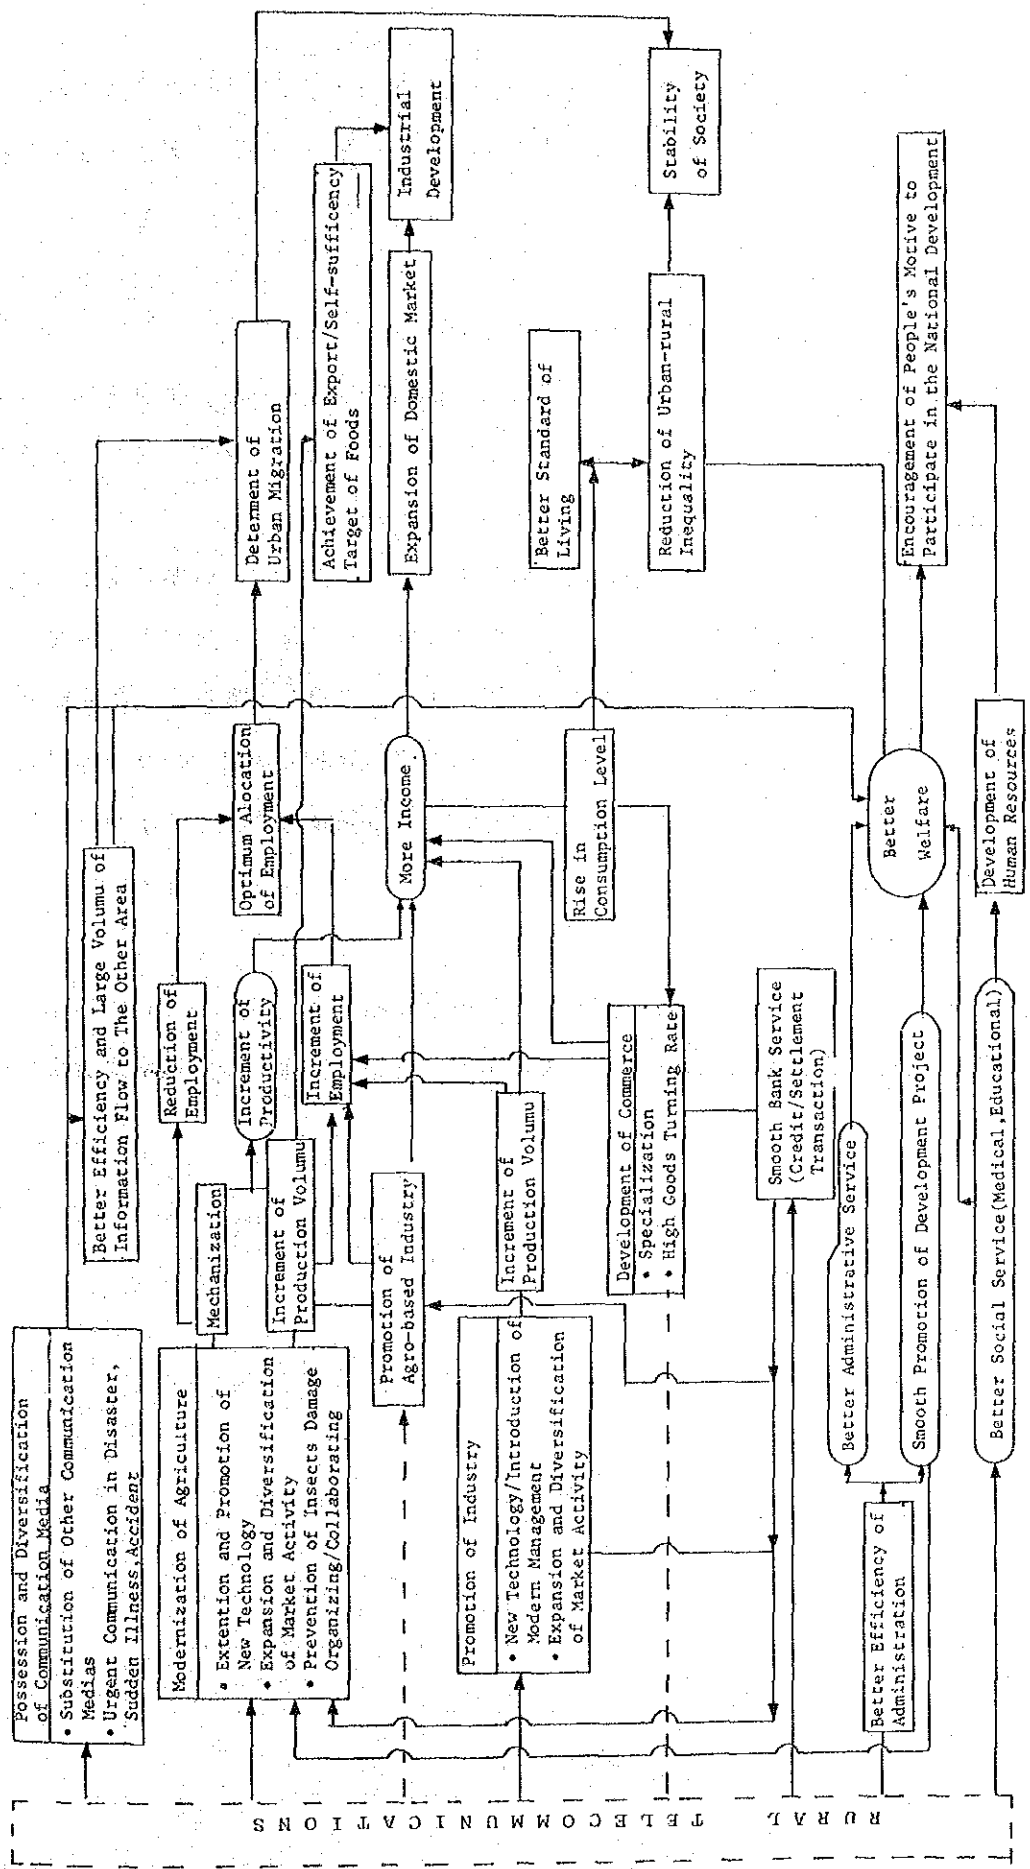 RURAL TELECOMMUNICATIONS
Possession and Diversification
of Communication Media
• Substitution of Other Communication
Medias
• Urgent Communication in Disaster,
Sudden Illness, Accident
Better Efficiency and Large Volumu of
Information Flow to The Other Area
Modernization of Agriculture
• Extention and Promotion of
New Technology
• Expansion and Diversification
of Market Activity
• Prevention of Insects Damage
Organizing/Collaborating
Mechanization
Reduction of
Employment
Increment of
Productivity
Increment of
Production Volumu
Increment of
Employment
Optimum Alocation
of Employment
Determent of
Urban Migration
Achievement of Export/Self-sufficency
Target of Foods
Promotion of
Agro-based Industry
More Income
Expansion of Domestic Market
Industrial
Development
Promotion of Industry
• New Technology/Introduction of
Modern Management
• Expansion and Diversification
of Market Activity
Increment of
Production Volumu
Rise in
Consumption Level
Better Standard of
Living
Development of Commerce
• Specialization
• High Goods Turning Rate
Reduction of Urban-rural
Inequality
Stability
of Society
Smooth Bank Service
(Credit/Settlement
Transaction)
Better Efficiency of
Administration
Better Administrative Service
Smooth Promotion of Development Project
Better
Welfare
Encouragement of People's Motive to
Participate in the National Development
Better Social Service(Medical,Educational)
Development of
Human Resources